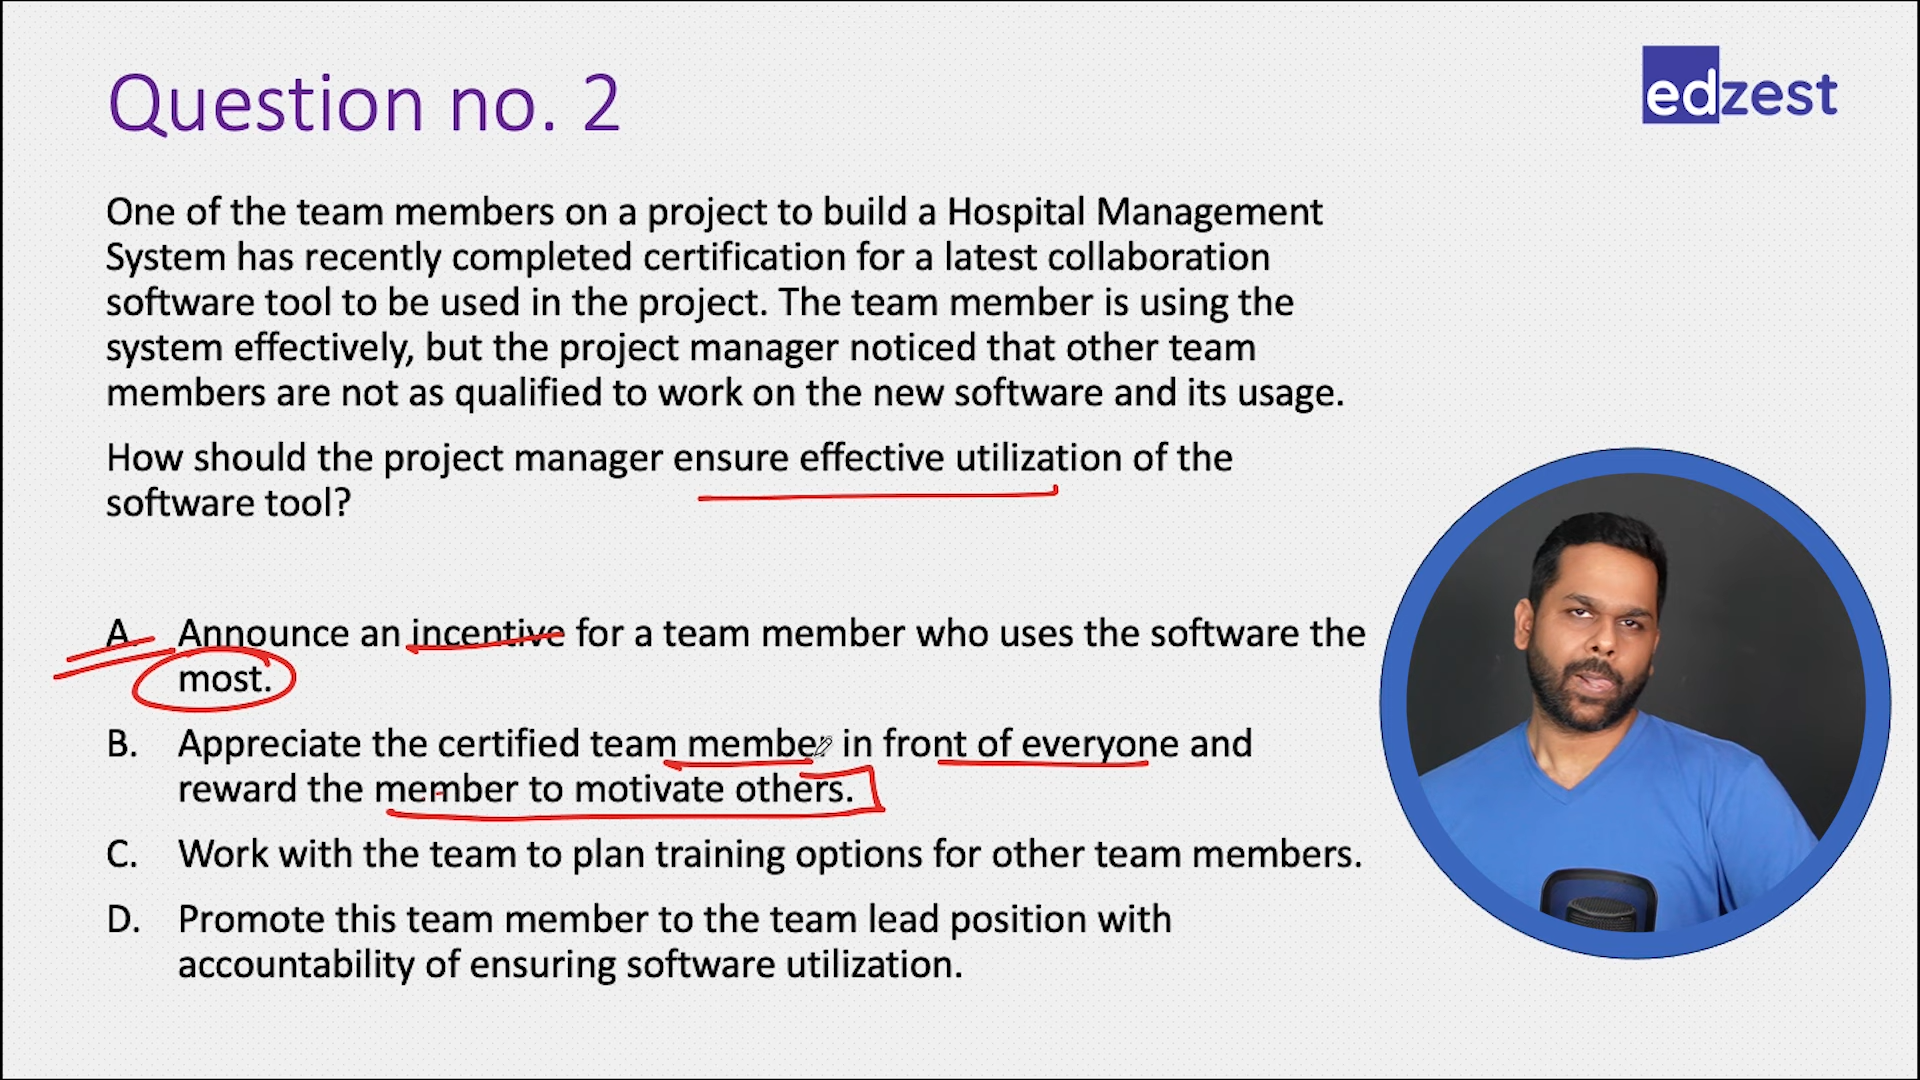 Question no. 2
edzest
One of the team members on a project to build a Hospital Management
System has recently completed certification for a latest collaboration
software tool to be used in the project. The team member is using the
system effectively, but the project manager noticed that other team
members are not as qualified to work on the new software and its usage.
How should the project manager ensure effective utilization of the
software tool?
A. Announce an incentive for a team member who uses the software the
most.
B. Appreciate the certified team member in front of everyone and
reward the member to motivate others.
C. Work with the team to plan training options for other team members.
D. Promote this team member to the team lead position with
accountability of ensuring software utilization.